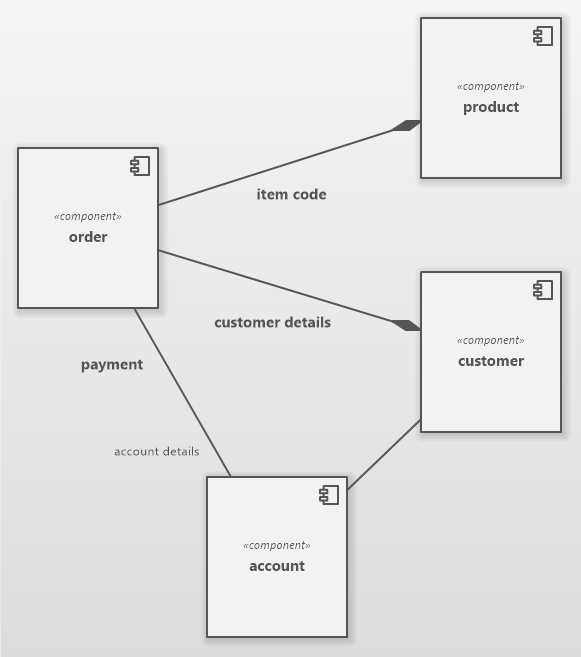 «component»
product
«component»
order
item code
customer details
«component»
customer
payment
account details
«component»
account